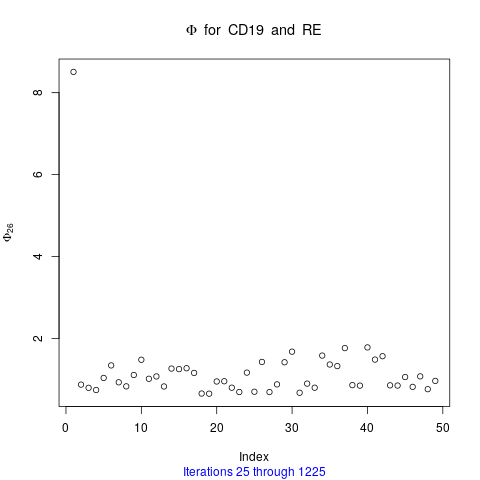 Φ for CD19 and RE
Φ26
8
6
4
2
0 10 20 30 40 50
Index
Iterations 25 through 1225